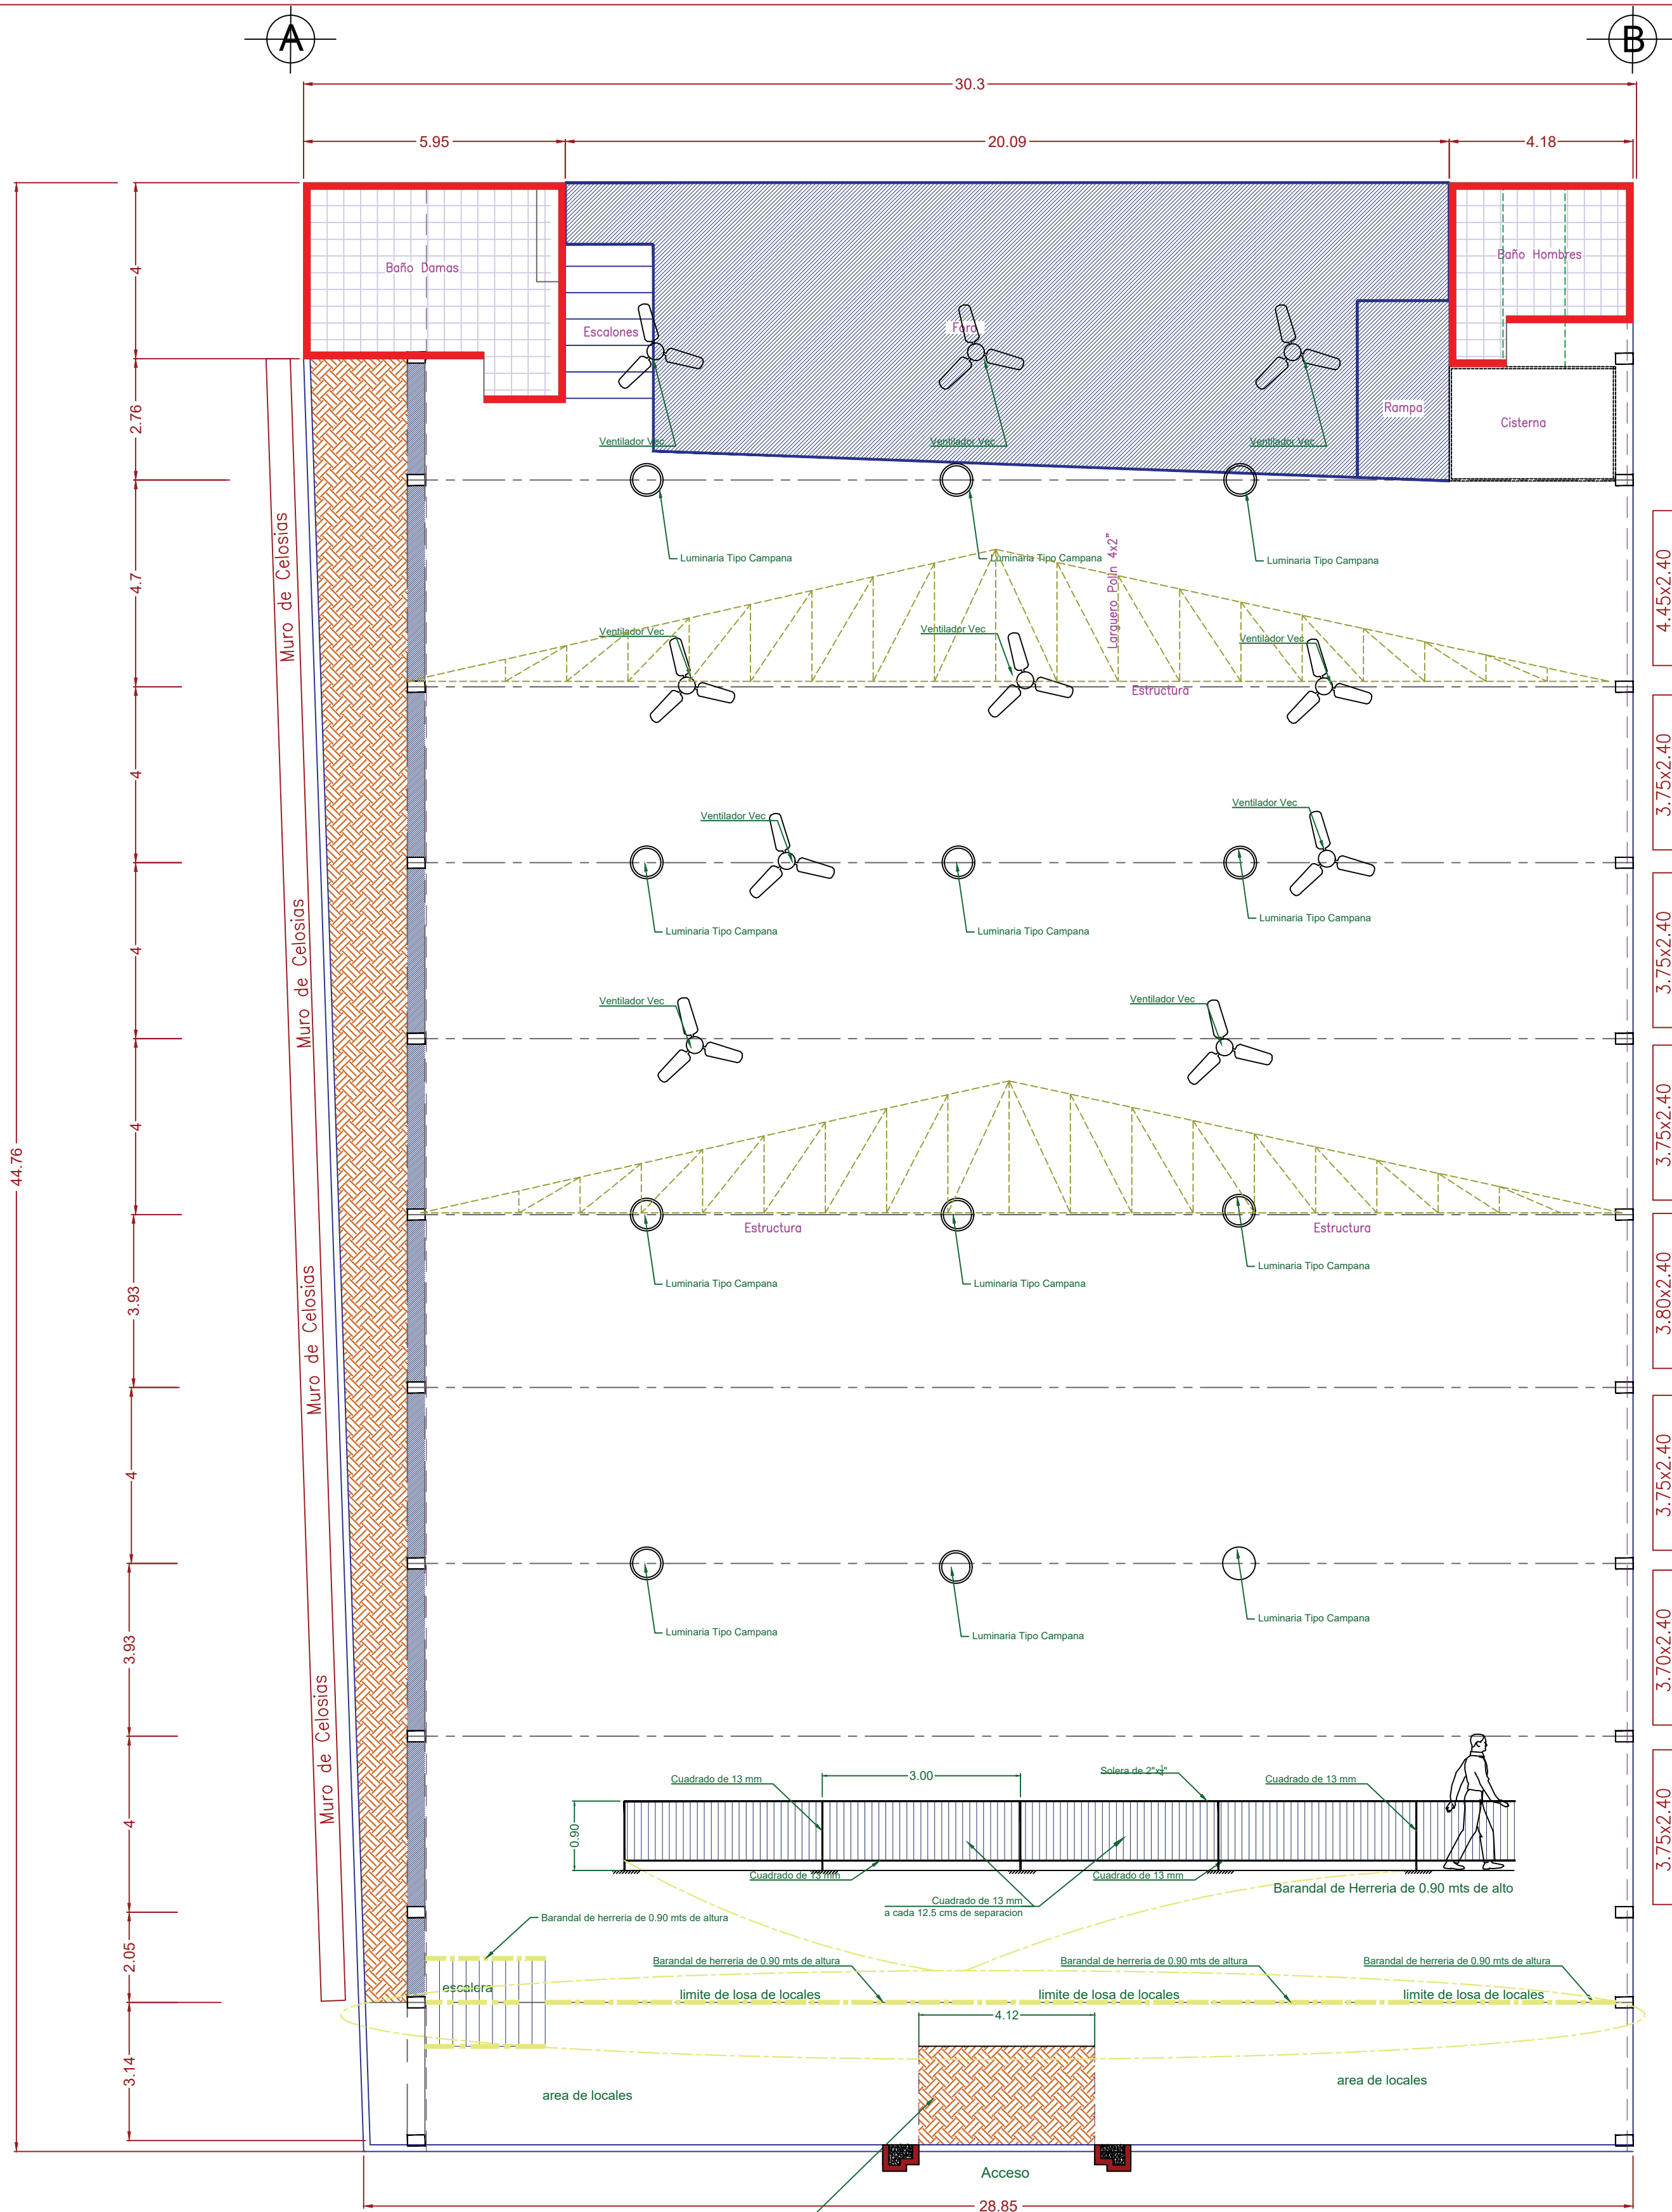 A
B
30.3
5.95
20.09
4.18
Baño Damas
Baño Hombres
Escalones
Foro
Rampa
Cisterna
Ventilador Vec
Ventilador Vec
Ventilador Vec
4
2.76
4.7
4
4
4
3.93
4
3.93
4
2.05
3.14
44.76
Muro de Celosias
Muro de Celosias
Muro de Celosias
Muro de Celosias
Luminaria Tipo Campana
Luminaria Tipo Campana
Luminaria Tipo Campana
Larguero Polin 4x2"
Ventilador Vec
Ventilador Vec
Ventilador Vec
Estructura
Ventilador Vec
Ventilador Vec
Luminaria Tipo Campana
Luminaria Tipo Campana
Luminaria Tipo Campana
Ventilador Vec
Ventilador Vec
Estructura
Estructura
Luminaria Tipo Campana
Luminaria Tipo Campana
Luminaria Tipo Campana
Luminaria Tipo Campana
Luminaria Tipo Campana
Luminaria Tipo Campana
4.45x2.40
3.75x2.40
3.75x2.40
3.75x2.40
3.80x2.40
3.75x2.40
3.70x2.40
3.75x2.40
Cuadrado de 13 mm
3.00
Solera de 2"x
Cuadrado de 13 mm
0.90
Cuadrado de 13 mm
Cuadrado de 13 mm
Cuadrado de 13 mm
a cada 12.5 cms de separacion
Barandal de Herreria de 0.90 mts de alto
Barandal de herreria de 0.90 mts de altura
Barandal de herreria de 0.90 mts de altura
Barandal de herreria de 0.90 mts de altura
Barandal de herreria de 0.90 mts de altura
escalera
limite de losa de locales
limite de losa de locales
limite de losa de locales
4.12
area de locales
area de locales
Acceso
28.85